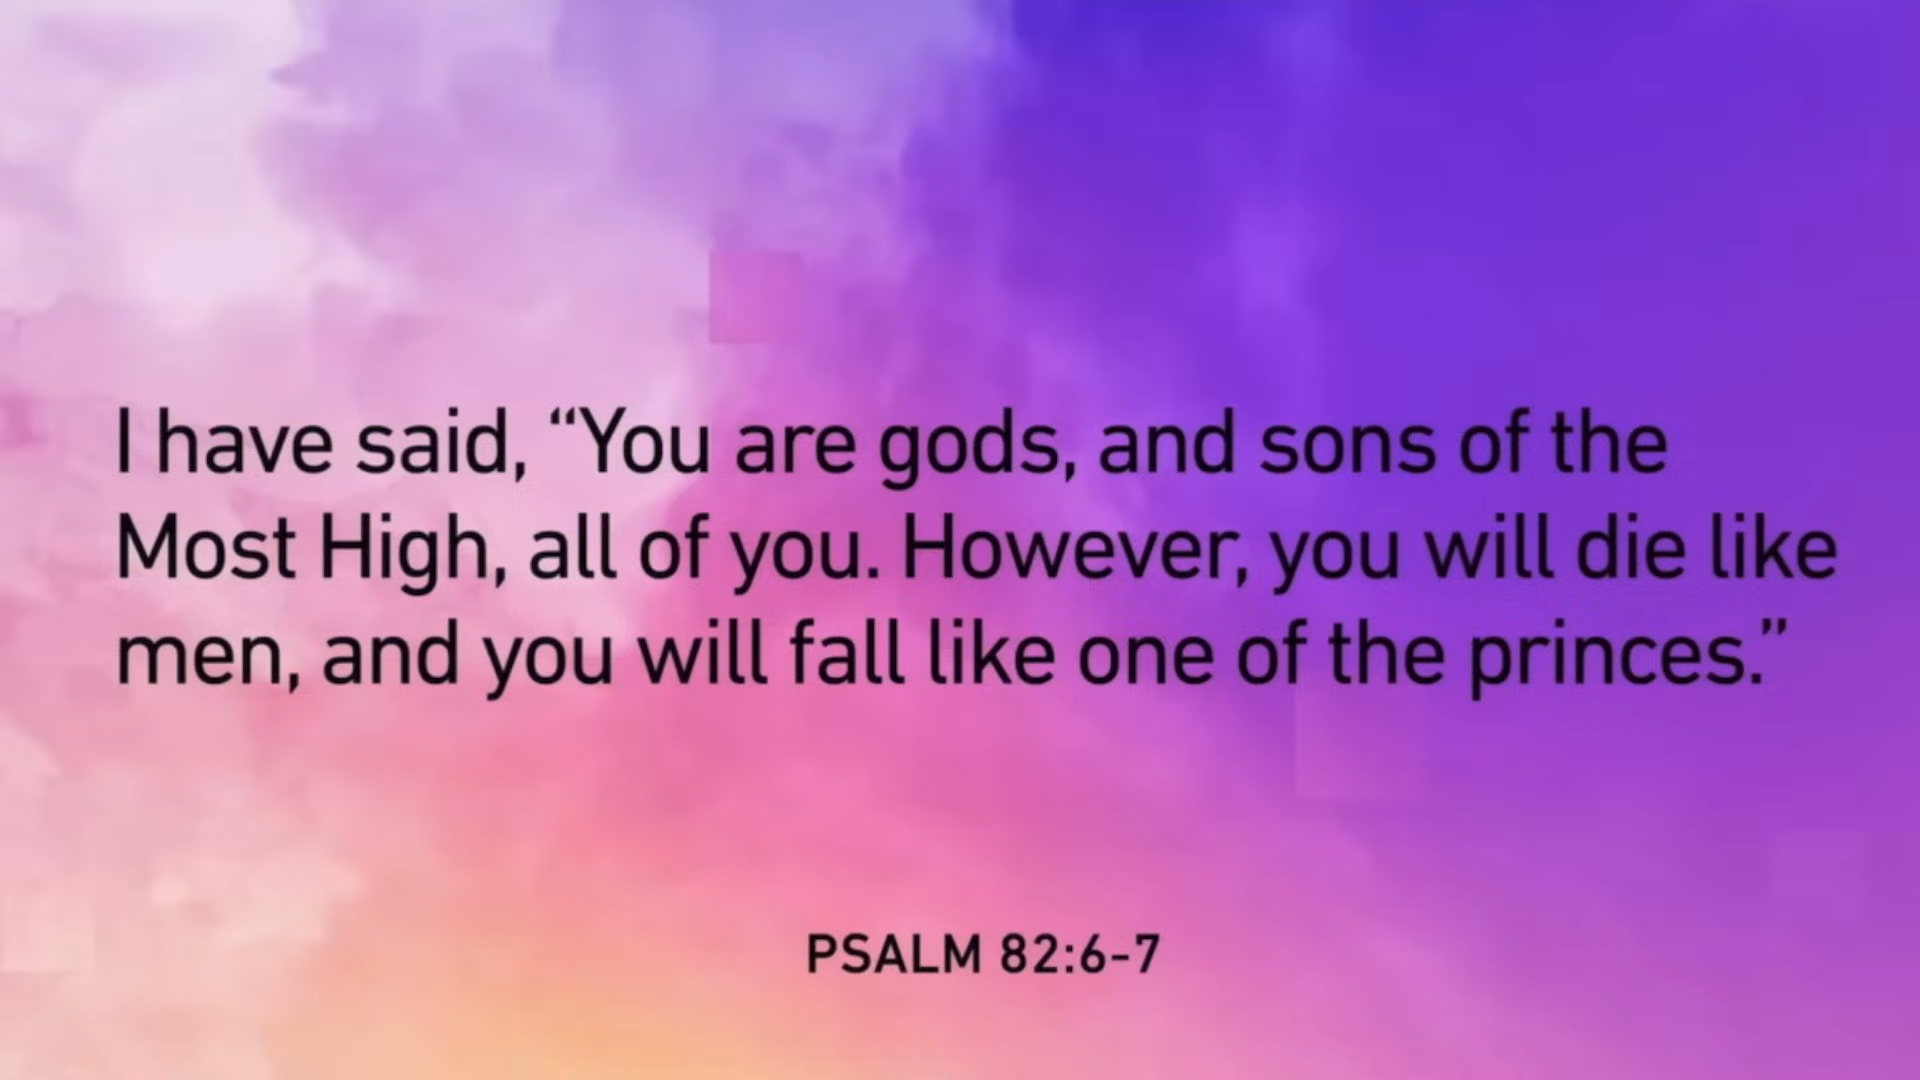 I have said, “You are gods, and sons of the
Most High, all of you. However, you will die like
men, and you will fall like one of the princes.”
PSALM 82:6-7